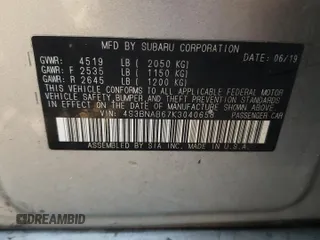 MFD BY SUBARU CORPORATION
GVWR: 4519 LB ( 2050 KG) DATE: 06/19
GAWR: F 2535 LB ( 1150 KG)
GAWR: R 2645 LB ( 1200 KG)
THIS VEHICLE CONFORMS TO ALL APPLICABLE FEDERAL MOTOR
VEHICLE SAFETY, BUMPER, AND THEFT PREVENTION STANDARDS
IN EFFECT ON THE DATE OF MANUFACTURE SHOWN ABOVE.
VIN: 4S3BNAB67K3040658 PASSENGER CAR
ASSEMBLED BY SIA, INC. MADE IN U.S.A.
DREAMBID